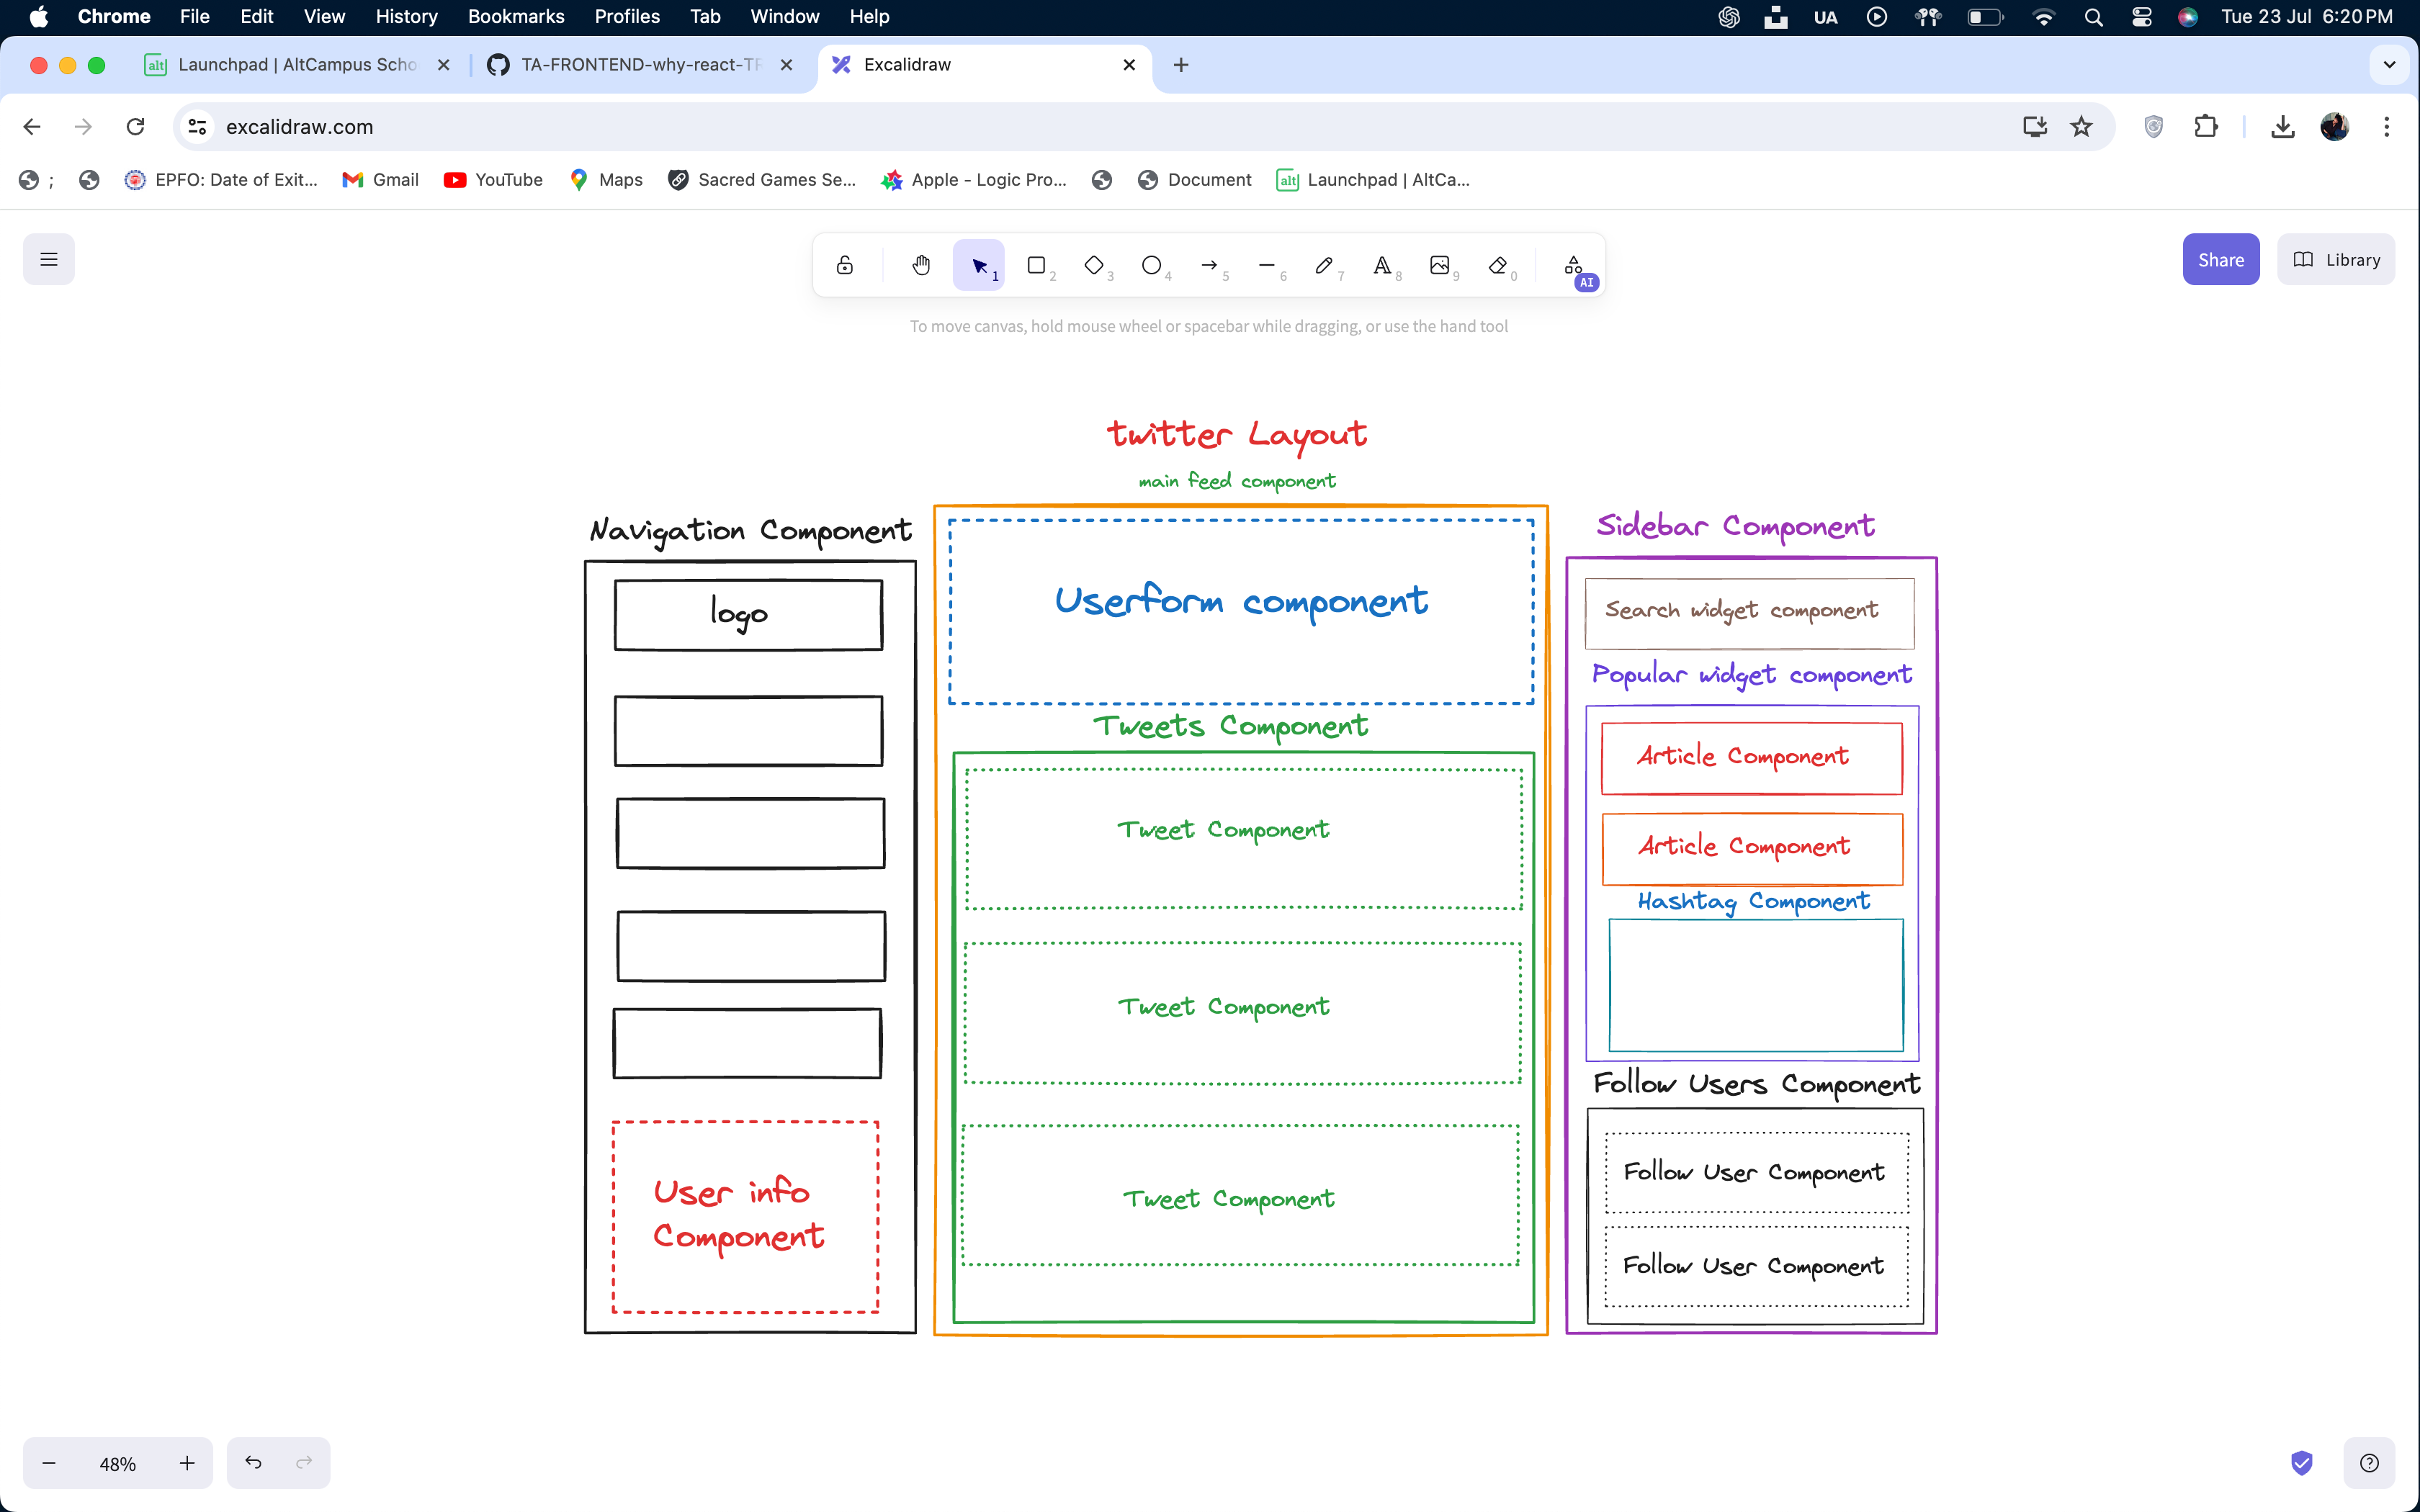 Chrome File Edit View History Bookmarks Profiles Tab Window Help UA Tue 23 Jul 6:20 PM
alt Launchpad | AltCampus Scho TA-FRONTEND-why-react-TF Excalidraw
excalidraw.com
; EPFO: Date of Exit... Gmail YouTube Maps Sacred Games Se... Apple - Logic Pro... Document alt Launchpad | AltCa...
1 2 3 4 5 6 7 A 8 9 0 AI Share Library
To move canvas, hold mouse wheel or spacebar while dragging, or use the hand tool
twitter Layout
main feed component
Navigation Component
logo
User info
Component
Userform component
Tweets Component
Tweet Component
Tweet Component
Tweet Component
Sidebar Component
Search widget component
Popular widget component
Article Component
Article Component
Hashtag Component
Follow Users Component
Follow User Component
Follow User Component
48%